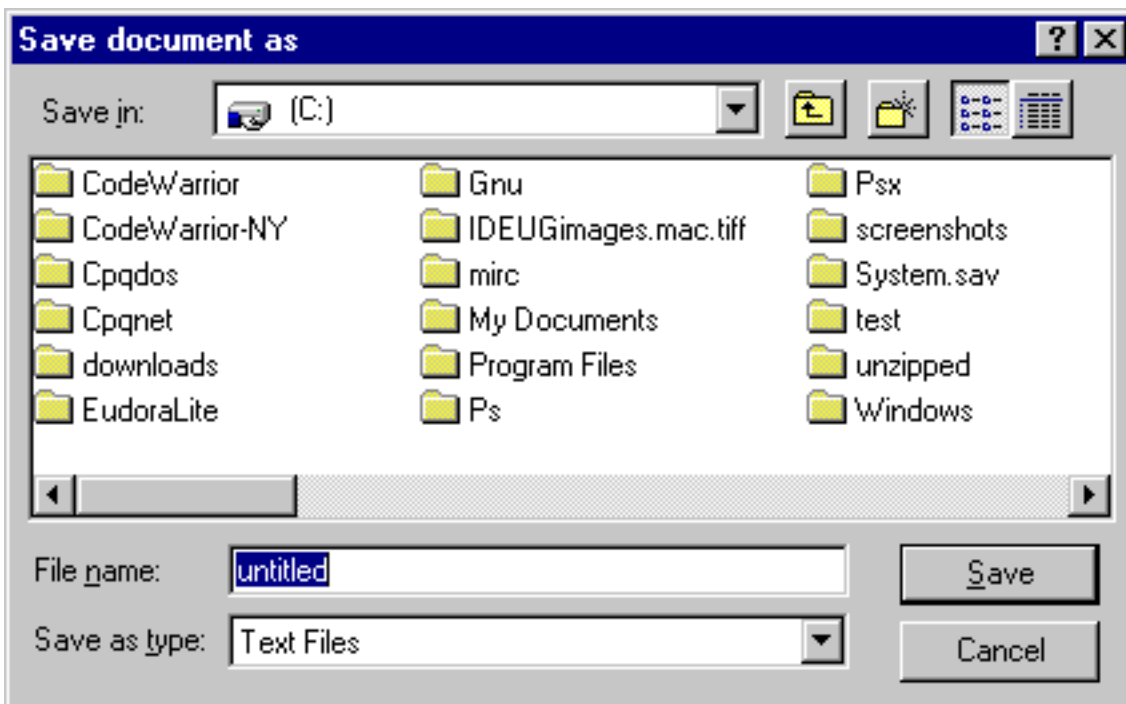 Save document as
Save in: (C:)
CodeWarrior
CodeWarrior-NY
Cpqdos
Cpqnet
downloads
EudoraLite
Gnu
IDEUGimages.mac.tiff
mirc
My Documents
Program Files
Ps
Psx
screenshots
System.sav
test
unzipped
Windows
File name: untitled
Save
Save as type: Text Files
Cancel